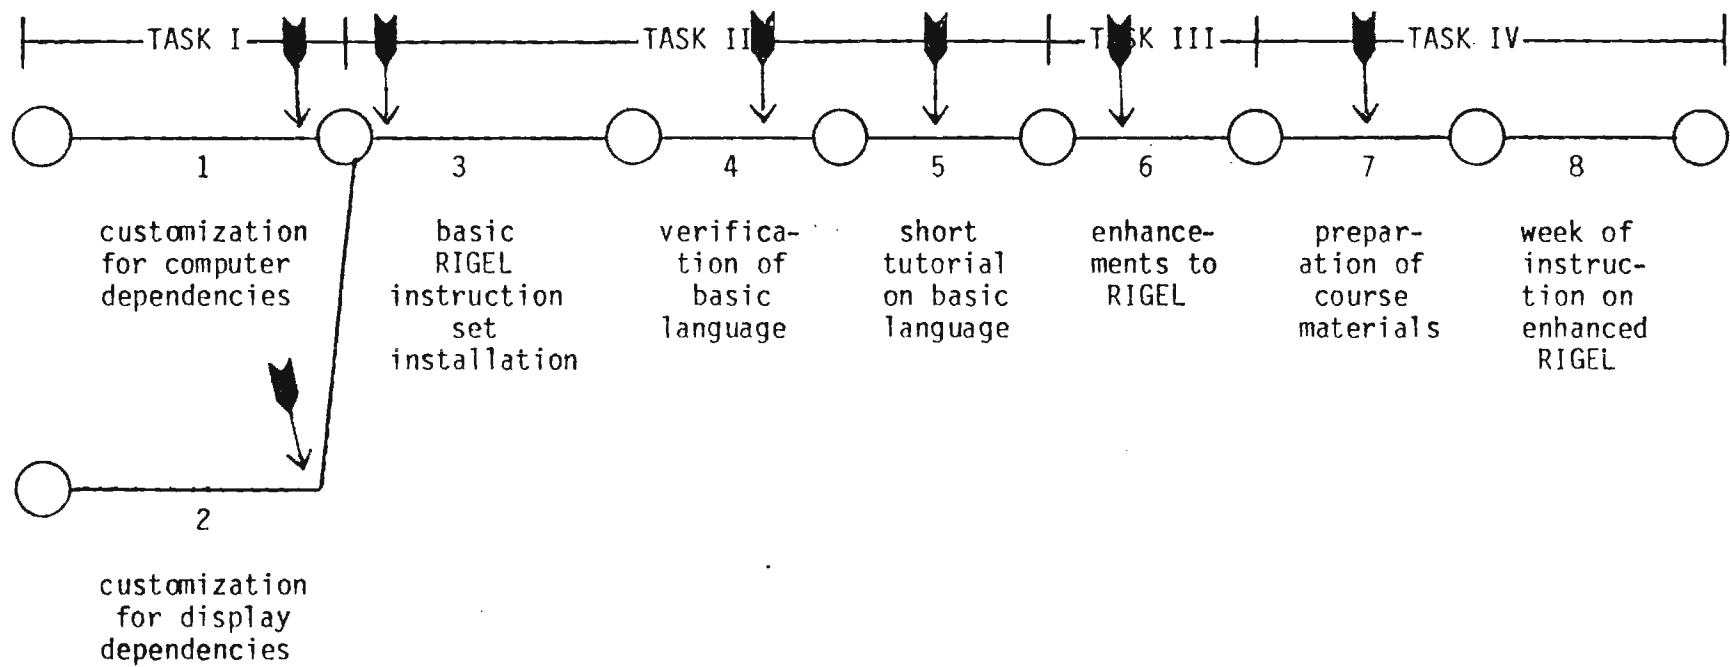 TASK I
TASK II
TASK III
TASK IV
1
3
4
5
6
7
8
customization
for computer
dependencies
basic
RIGEL
instruction
set
installation
verifica-
tion of
basic
language
short
tutorial
on basic
language
enhance-
ments to
RIGEL
prepar-
ation of
course
materials
week of
instruc-
tion on
enhanced
RIGEL
2
customization
for display
dependencies